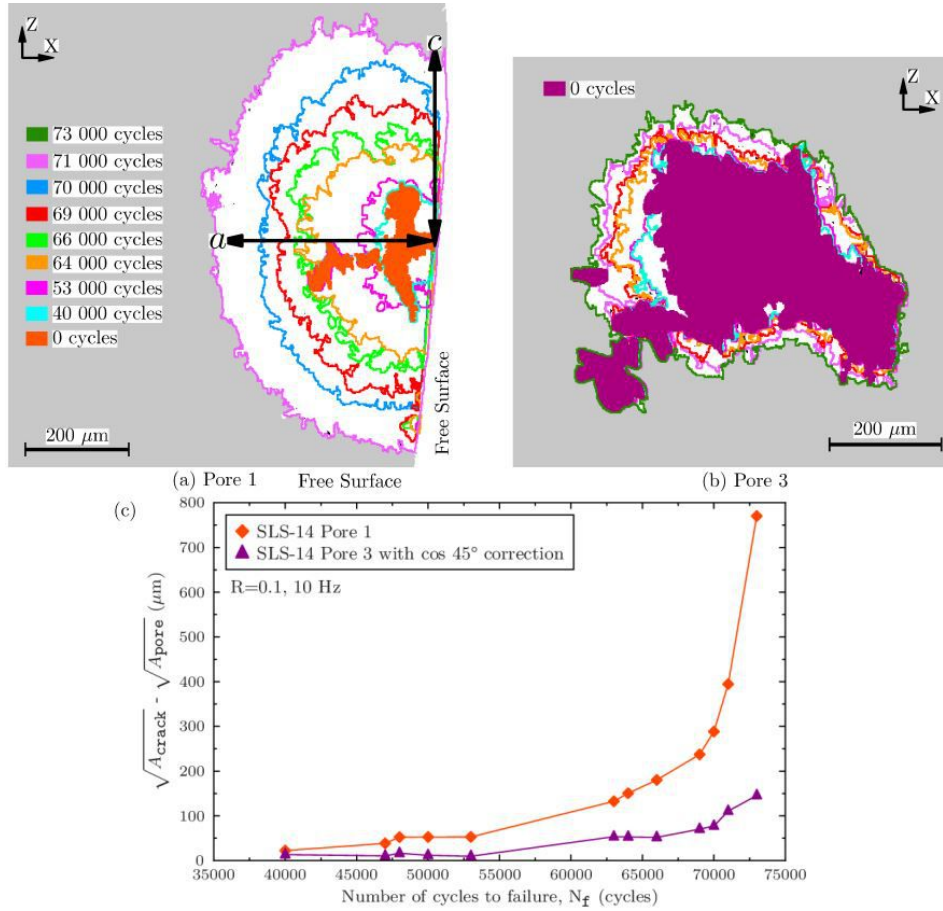 Z
X
73 000 cycles
71 000 cycles
70 000 cycles
69 000 cycles
66 000 cycles
64 000 cycles
53 000 cycles
40 000 cycles
0 cycles
c
a
200 μm
Free Surface
(a) Pore 1 Free Surface
0 cycles
Z
X
200 μm
(b) Pore 3
(c)
800
700
600
500
400
300
200
100
0
√A_crack - √A_pore (μm)
SLS-14 Pore 1
SLS-14 Pore 3 with cos 45° correction
R=0.1, 10 Hz
35000 40000 45000 50000 55000 60000 65000 70000 75000
Number of cycles to failure, N_f (cycles)